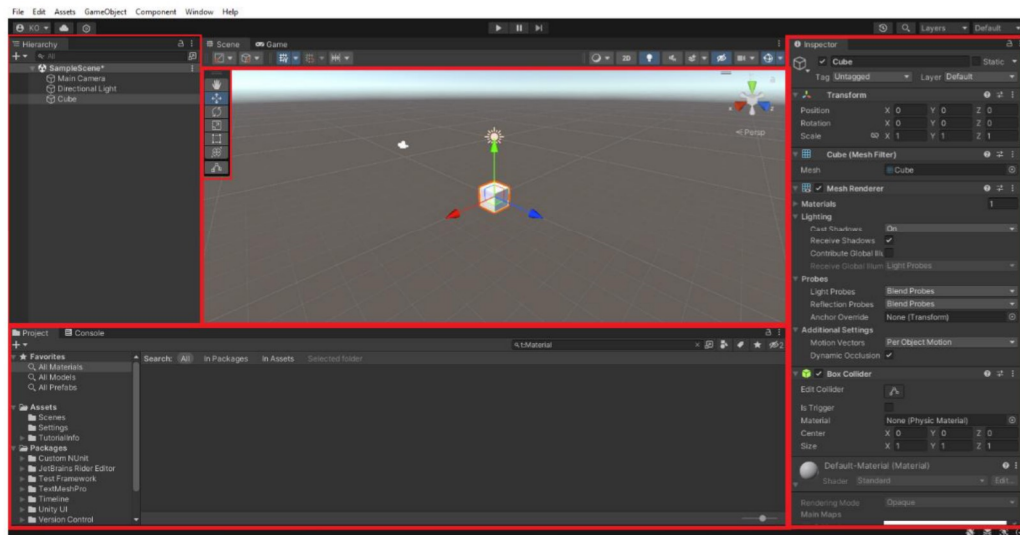 File Edit Assets GameObject Component Window Help
KO
Layers Default
Hierarchy
All
SampleScene*
Main Camera
Directional Light
Cube
Scene Game
2D
Persp
Inspector
Cube Static
Tag Untagged Layer Default
Transform
Position X 0 Y 0 Z 0
Rotation X 0 Y 0 Z 0
Scale X 1 Y 1 Z 1
Cube (Mesh Filter)
Mesh Cube
Mesh Renderer
Materials 1
Lighting
Cast Shadows On
Receive Shadows
Contribute Global Illu
Receive Global Illum Light Probes
Probes
Light Probes Blend Probes
Reflection Probes Blend Probes
Anchor Override None (Transform)
Additional Settings
Motion Vectors Per Object Motion
Dynamic Occlusion
Box Collider
Edit Collider
Is Trigger
Material None (Physic Material)
Center X 0 Y 0 Z 0
Size X 1 Y 1 Z 1
Default-Material (Material)
Shader Standard Edit...
Rendering Mode Opaque
Main Maps
Project Console
t:Material
2
Favorites
All Materials
All Models
All Prefabs
Assets
Scenes
Settings
TutorialInfo
Packages
Custom NUnit
JetBrains Rider Editor
Test Framework
TextMeshPro
Timeline
Unity UI
Version Control
Search: All In Packages In Assets Selected folder